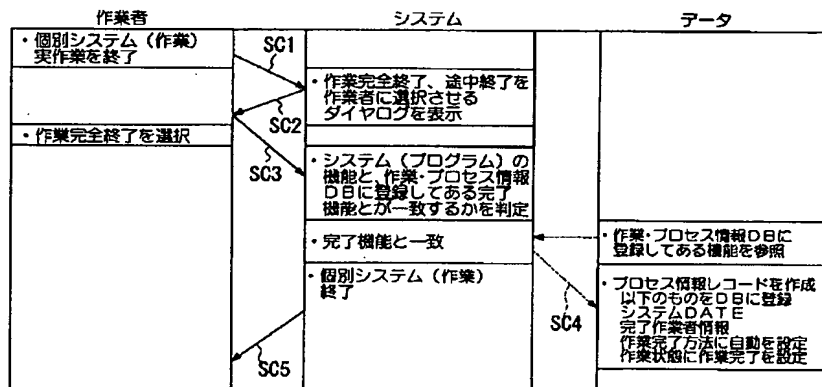 作業者
システム
データ
・個別システム（作業）
実作業を終了
SC1
・作業完全終了、途中終了を
作業者に選択させる
ダイヤログを表示
SC2
・作業完全終了を選択
SC3
・システム（プログラム）の
機能と、作業・プロセス情報
ＤＢに登録してある完了
機能とが一致するかを判定
・完了機能と一致
・作業・プロセス情報ＤＢに
登録してある機能を参照
・個別システム（作業）
終了
SC4
・プロセス情報レコードを作成
以下のものをＤＢに登録
システムＤＡＴＥ
完了作業者情報
作業完了方法に自動を設定
作業状態に作業完了を設定
SC5